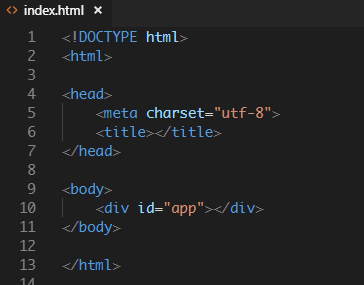 <> index.html ×
1 <!DOCTYPE html>
2 <html>
3
4 <head>
5     <meta charset="utf-8">
6     <title></title>
7 </head>
8
9 <body>
10     <div id="app"></div>
11 </body>
12
13 </html>
14